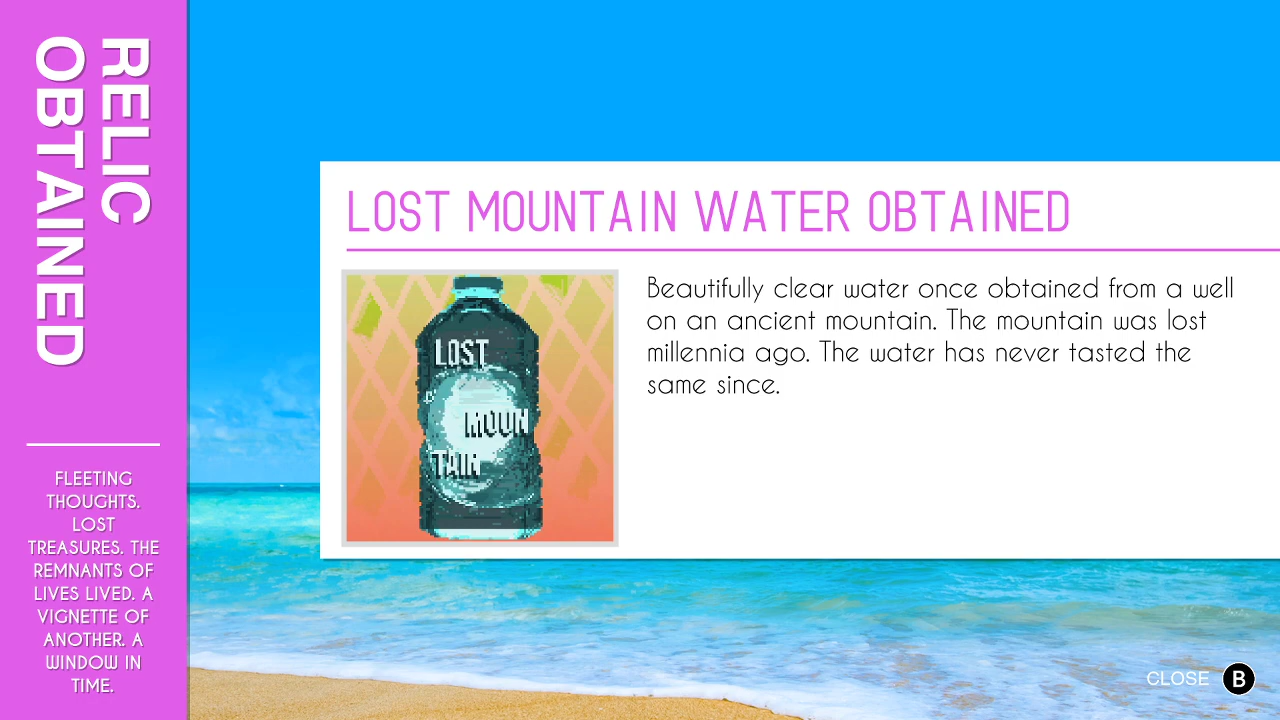 RELIC
OBTAINED
FLEETING
THOUGHTS.
LOST
TREASURES. THE
REMNANTS OF
LIVES LIVED. A
VIGNETTE OF
ANOTHER. A
WINDOW IN
TIME.
LOST MOUNTAIN WATER OBTAINED
LOST
MOUN
TAIN
Beautifully clear water once obtained from a well
on an ancient mountain. The mountain was lost
millennia ago. The water has never tasted the
same since.
CLOSE B